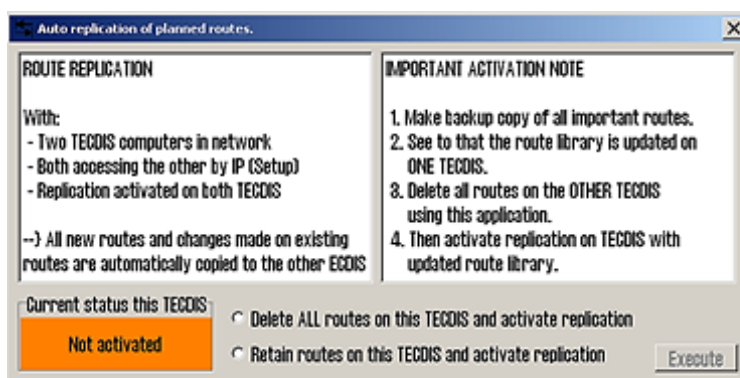 Auto replication of planned routes.
ROUTE REPLICATION
With:
- Two TECDIS computers in network
- Both accessing the other by IP (Setup)
- Replication activated on both TECDIS
--} All new routes and changes made on existing
routes are automatically copied to the other ECDIS
IMPORTANT ACTIVATION NOTE
1. Make backup copy of all important routes.
2. See to that the route library is updated on
ONE TECDIS.
3. Delete all routes on the OTHER TECDIS
using this application.
4. Then activate replication on TECDIS with
updated route library.
Current status this TECDIS
Not activated
Delete ALL routes on this TECDIS and activate replication
Retain routes on this TECDIS and activate replication
Execute